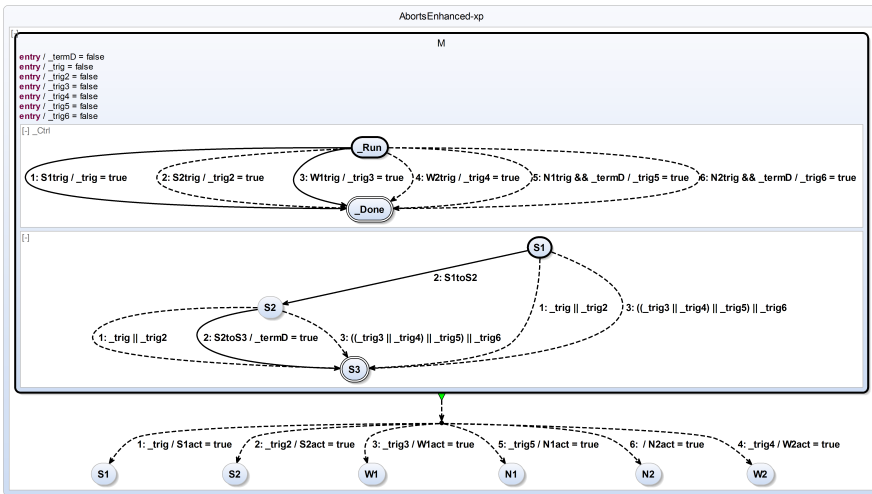 AbortsEnhanced-xp
[-]
M
entry / _termD = false
entry / _trig = false
entry / _trig2 = false
entry / _trig3 = false
entry / _trig4 = false
entry / _trig5 = false
entry / _trig6 = false
[-] _Ctrl
_Run
1: S1trig / _trig = true
2: S2trig / _trig2 = true
3: W1trig / _trig3 = true
4: W2trig / _trig4 = true
5: N1trig && _termD / _trig5 = true
6: N2trig && _termD / _trig6 = true
_Done
[-]
S1
2: S1toS2
S2
1: _trig || _trig2
3: ((_trig3 || _trig4) || _trig5) || _trig6
1: _trig || _trig2
2: S2toS3 / _termD = true
3: ((_trig3 || _trig4) || _trig5) || _trig6
S3
1: _trig / S1act = true
2: _trig2 / S2act = true
3: _trig3 / W1act = true
5: _trig5 / N1act = true
6: / N2act = true
4: _trig4 / W2act = true
S1
S2
W1
N1
N2
W2